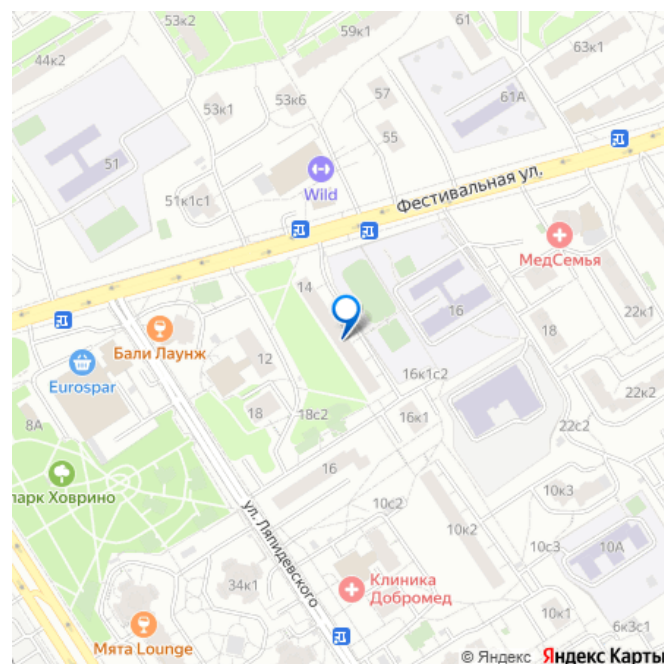 53к2
59к1
61
63к1
44к2
57
53к1
53к6
61А
55
51
Wild
51к1с1
Фестивальная ул.
МедСемья
14
16
22к1
Бали Лаунж
18
12
Eurospar
16к1с2
22к2
18
18с2
16к1
8А
22с2
16
парк Ховрино
10к3
10с2
ул. Ляпидевского
10к2
10с3
10А
34к1
Клиника
Добромед
10к1
6к3с1
Мята Lounge
© Яндекс Яндекс Карты